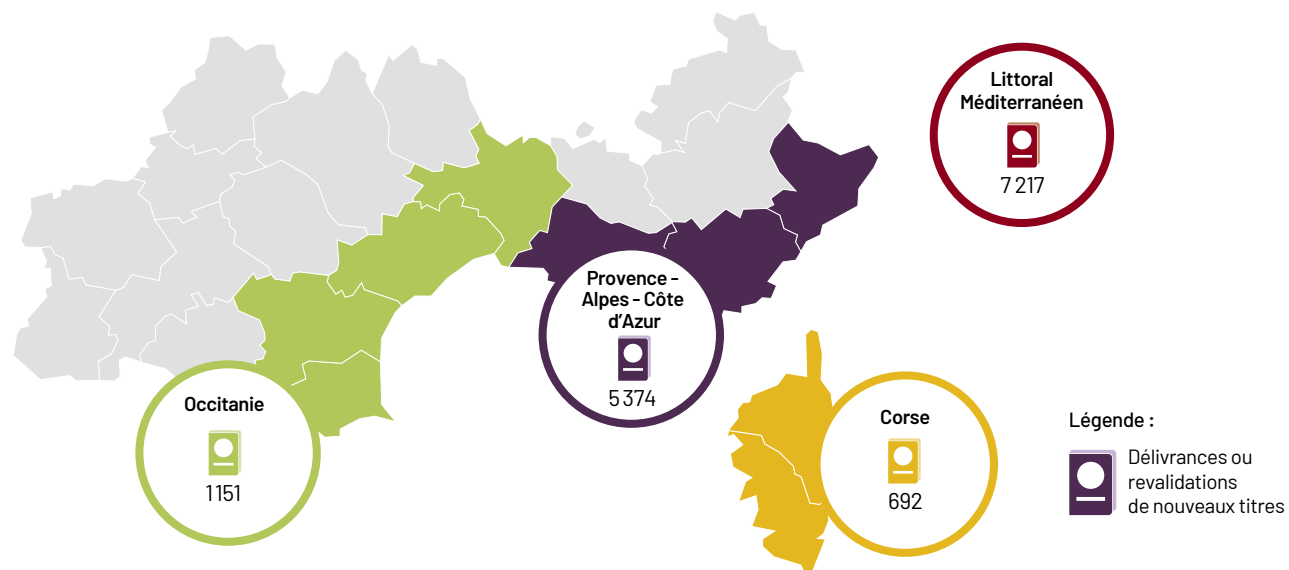 Littoral
Méditerranéen
7 217
Provence -
Alpes - Côte
d'Azur
5 374
Occitanie
1 151
Corse
692
Légende :
Délivrances ou
revalidations
de nouveaux titres